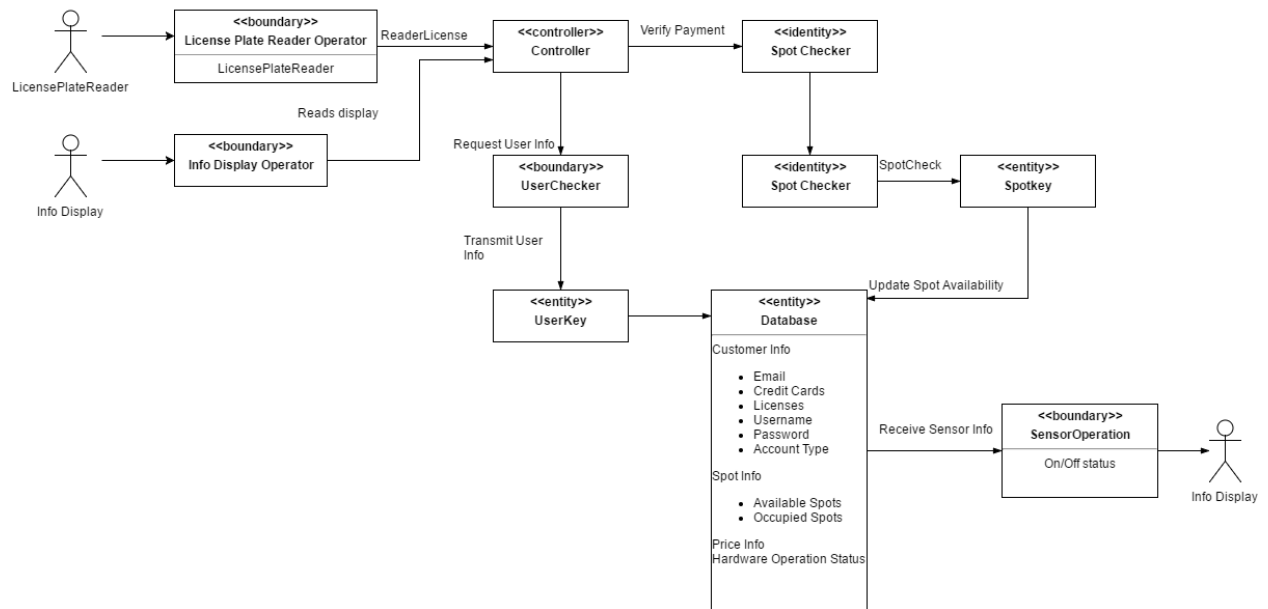 <<boundary>>
License Plate Reader Operator
LicensePlateReader
LicensePlateReader
ReaderLicense
<<controller>>
Controller
Verify Payment
<<identity>>
Spot Checker
Reads display
<<boundary>>
Info Display Operator
Info Display
Request User Info
<<boundary>>
UserChecker
<<identity>>
Spot Checker
SpotCheck
<<entity>>
Spotkey
Transmit User
Info
Update Spot Availability
<<entity>>
UserKey
<<entity>>
Database
Customer Info
• Email
• Credit Cards
• Licenses
• Username
• Password
• Account Type
Spot Info
• Available Spots
• Occupied Spots
Price Info
Hardware Operation Status
Receive Sensor Info
<<boundary>>
SensorOperation
On/Off status
Info Display